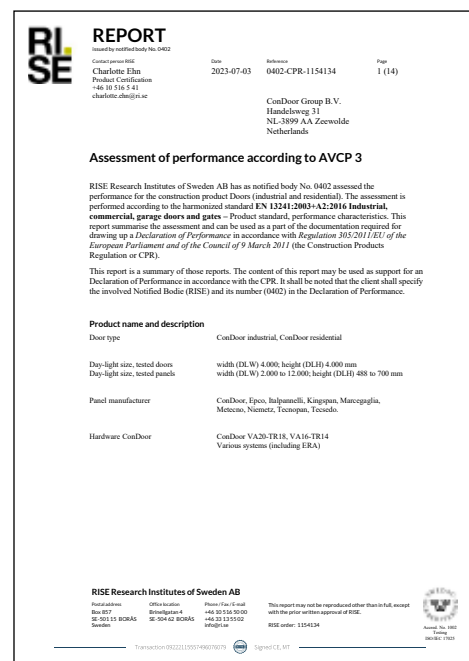 RI.
SE
REPORT
issued by notified body No. 0402
Contact person RISE
Date
Reference
Page
Charlotte Ehn
2023-07-03
0402-CPR-1154134
1 (14)
Product Certification
+46 10 516 5 41
charlotte.ehn@ri.se
ConDoor Group B.V.
Handelsweg 31
NL-3899 AA Zeewolde
Netherlands
Assessment of performance according to AVCP 3
RISE Research Institutes of Sweden AB has as notified body No. 0402 assessed the
performance for the construction product Doors (industrial and residential). The assessment is
performed according to the harmonized standard EN 13241:2003+A2:2016 Industrial,
commercial, garage doors and gates – Product standard, performance characteristics. This
report summarise the assessment and can be used as a part of the documentation required for
drawing up a Declaration of Performance in accordance with Regulation 305/2011/EU of the
European Parliament and of the Council of 9 March 2011 (the Construction Products
Regulation or CPR).
This report is a summary of those reports. The content of this report may be used as support for an
Declaration of Performance in accordance with the CPR. It shall be noted that the client shall specify
the involved Notified Bodie (RISE) and its number (0402) in the Declaration of Performance.
Product name and description
Door type
ConDoor industrial, ConDoor residential
Day-light size, tested doors
width (DLW) 4.000; height (DLH) 4.000 mm
Day-light size, tested panels
width (DLW) 2.000 to 12.000; height (DLH) 488 to 700 mm
Panel manufacturer
ConDoor, Epco, Italpannelli, Kingspan, Marcegaglia,
Metecno, Niemetz, Tecnopan, Tecsedo.
Hardware ConDoor
ConDoor VA20-TR18, VA16-TR14
Various systems (including ERA)
RISE Research Institutes of Sweden AB
Postal address
Box 857
SE-501 15 BORÅS
Sweden
Office location
Brinellgatan 4
SE-504 62 BORÅS
Phone / Fax / E-mail
+46 10 516 50 00
+46 33 13 55 02
info@ri.se
This report may not be reproduced other than in full, except
with the prior written approval of RISE.
RISE order: 1154134
SWEDAC
Accred. No. 1002
Testing
ISO/IEC 17025
Signed CE, MT